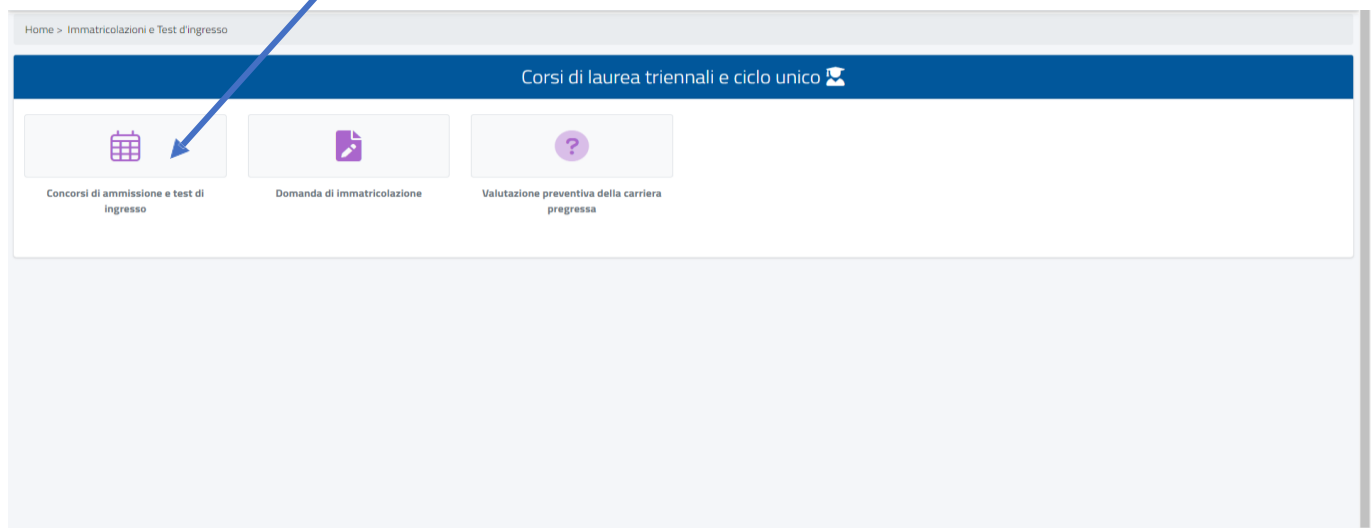 Home > Immatricolazioni e Test d'ingresso
Corsi di laurea triennali e ciclo unico
?
Concorsi di ammissione e test di
ingresso
Domanda di immatricolazione
Valutazione preventiva della carriera
pregressa